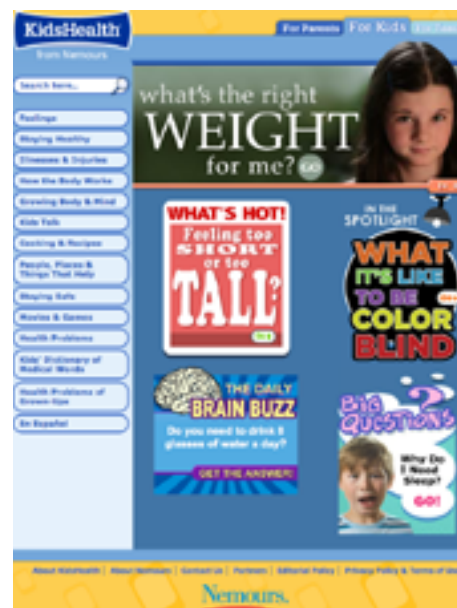 KidsHealth
from Nemours
For Parents
For Kids
Search here...
Feelings
Staying Healthy
Illnesses & Injuries
How the Body Works
Growing Body & Mind
Kids' Talk
Cooking & Recipes
People, Places &
Things That Help
Staying Safe
Movies & Games
Health Problems
Kids' Dictionary of
Medical Words
Health Problems of
Grown-Ups
En Español
what's the right
WEIGHT
for me? GO
WHAT'S HOT!
Feeling too
SHORT
or too
TALL?
IN THE
SPOTLIGHT
WHAT
IT'S LIKE
TO BE
COLOR
BLIND
THE DAILY
BRAIN BUZZ
Do you need to drink 8
glasses of water a day?
GET THE ANSWER!
BIG
QUESTIONS
Why Do
I Need
Sleep?
GO!
About KidsHealth | About Nemours | Contact Us | Partners | Editorial Policy | Privacy Policy & Terms of
Nemours.